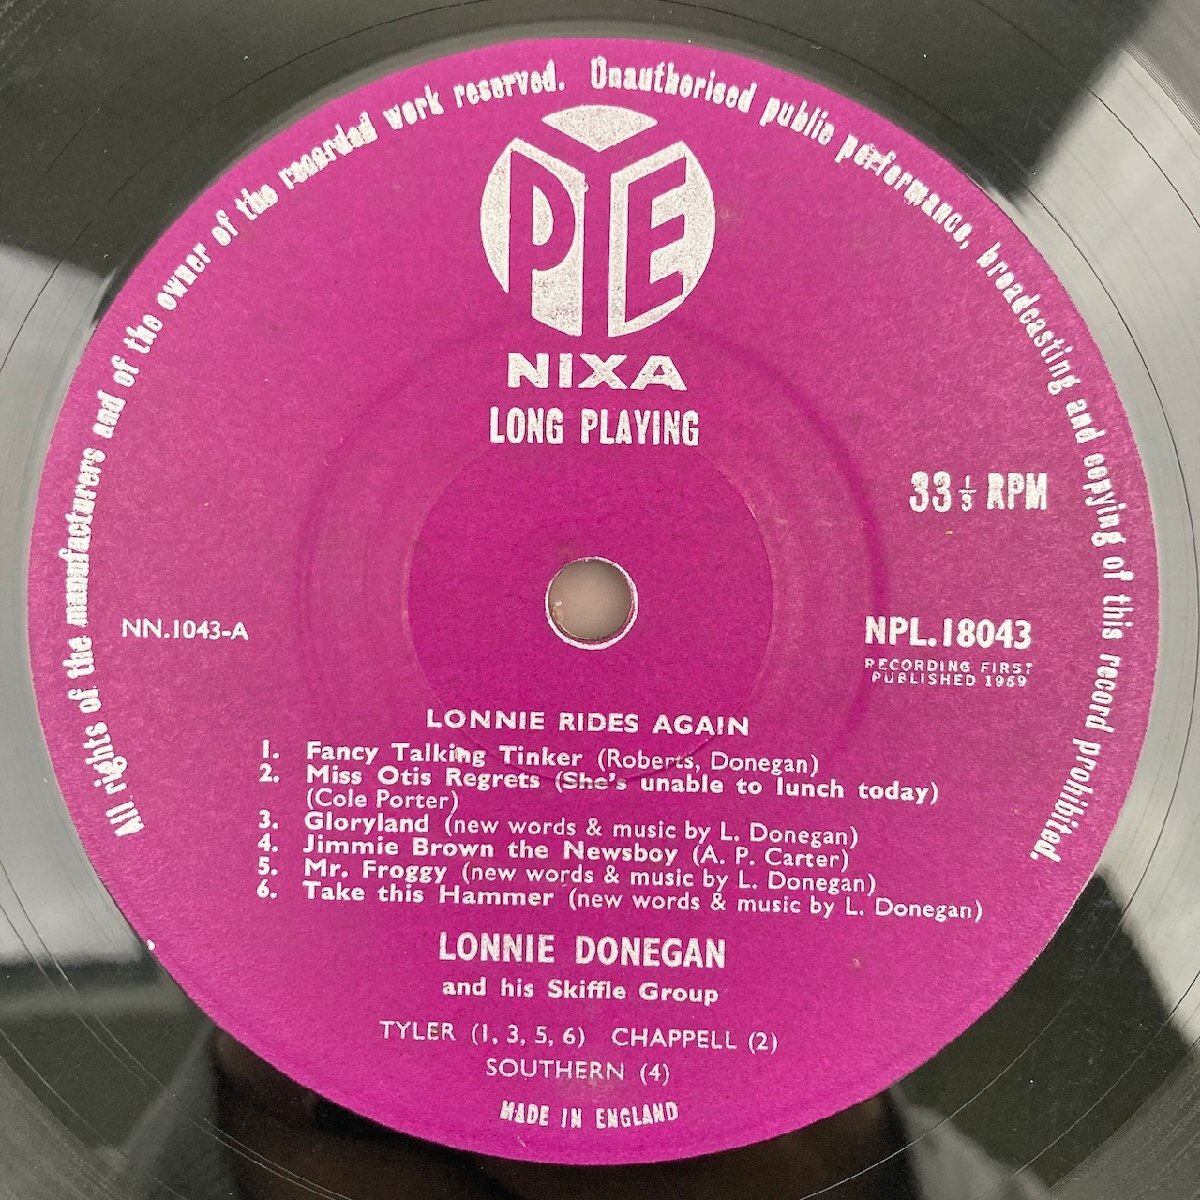 All rights of the manufacturers and of the owner of the recorded work reserved. Unauthorised public performance, broadcasting and copying of this record prohibited.
PYE
NIXA
LONG PLAYING
33 1/3 RPM
NN.1043-A
NPL.18043
RECORDING FIRST
PUBLISHED 1959
LONNIE RIDES AGAIN
1. Fancy Talking Tinker (Roberts, Donegan)
2. Miss Otis Regrets (She's unable to lunch today)
(Cole Porter)
3. Gloryland (new words & music by L. Donegan)
4. Jimmie Brown the Newsboy (A. P. Carter)
5. Mr. Froggy (new words & music by L. Donegan)
6. Take this Hammer (new words & music by L. Donegan)
LONNIE DONEGAN
and his Skiffle Group
TYLER (1, 3, 5, 6) CHAPPELL (2)
SOUTHERN (4)
MADE IN ENGLAND